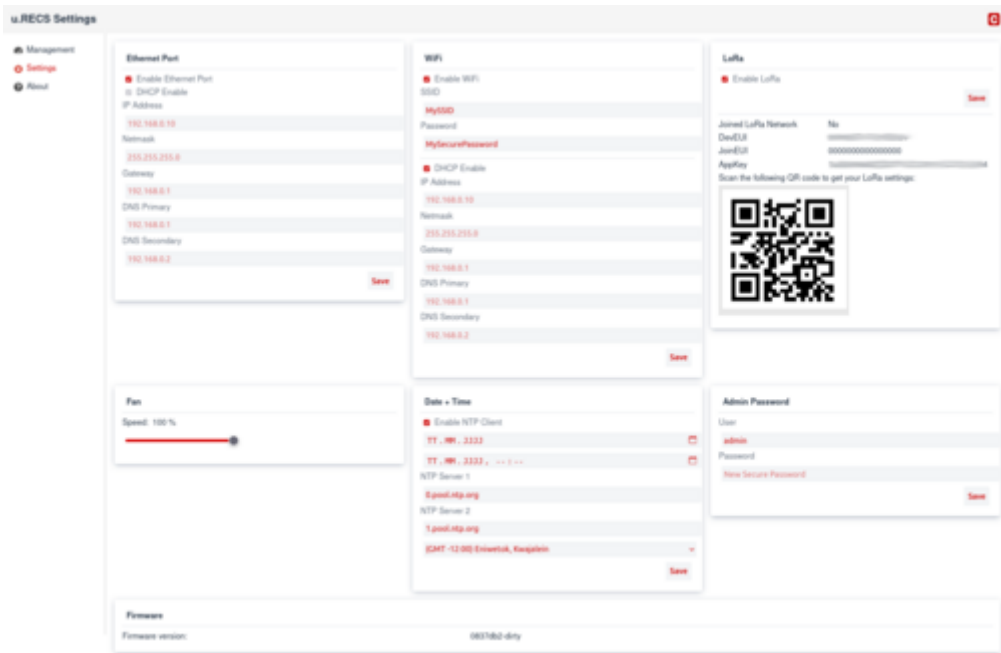 u.RECS Settings
C
Management
Settings
About
Ethernet Port
Enable Ethernet Port
DHCP Enable
IP Address
192.168.0.10
Netmask
255.255.255.0
Gateway
192.168.0.1
DNS Primary
192.168.0.1
DNS Secondary
192.168.0.2
Save
WiFi
Enable WiFi
SSID
MySSID
Password
MySecurePassword
DHCP Enable
IP Address
192.168.0.10
Netmask
255.255.255.0
Gateway
192.168.0.1
DNS Primary
192.168.0.1
DNS Secondary
192.168.0.2
Save
LoRa
Enable LoRa
Save
Joined LoRa Network No
DevEUI
JoinEUI 0000000000000000
AppKey
Scan the following QR code to get your LoRa settings:
Fan
Speed: 100 %
Date + Time
Enable NTP Client
TT.MM.JJJJ
TT.MM.JJJJ, --:--
NTP Server 1
0.pool.ntp.org
NTP Server 2
1.pool.ntp.org
(GMT -12:00) Eniwetok, Kwajalein
Save
Admin Password
User
admin
Password
New Secure Password
Save
Firmware
Firmware version: 0837db2-dirty